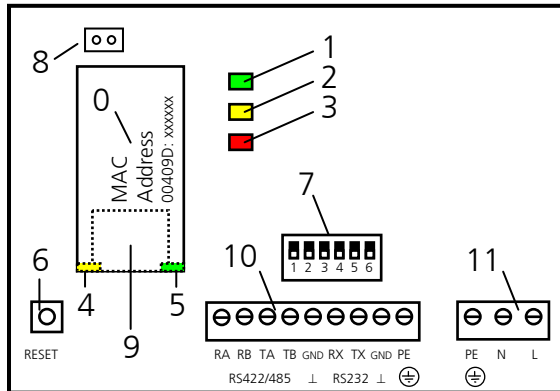 8
1
2
3
0
MAC
Address
00409D: xxxxxx
7
1 2 3 4 5 6
6
4
5
9
10
11
RESET
RA RB TA TB GND RX TX GND PE
RS422/485 ⊥ RS232 ⊥
PE N L